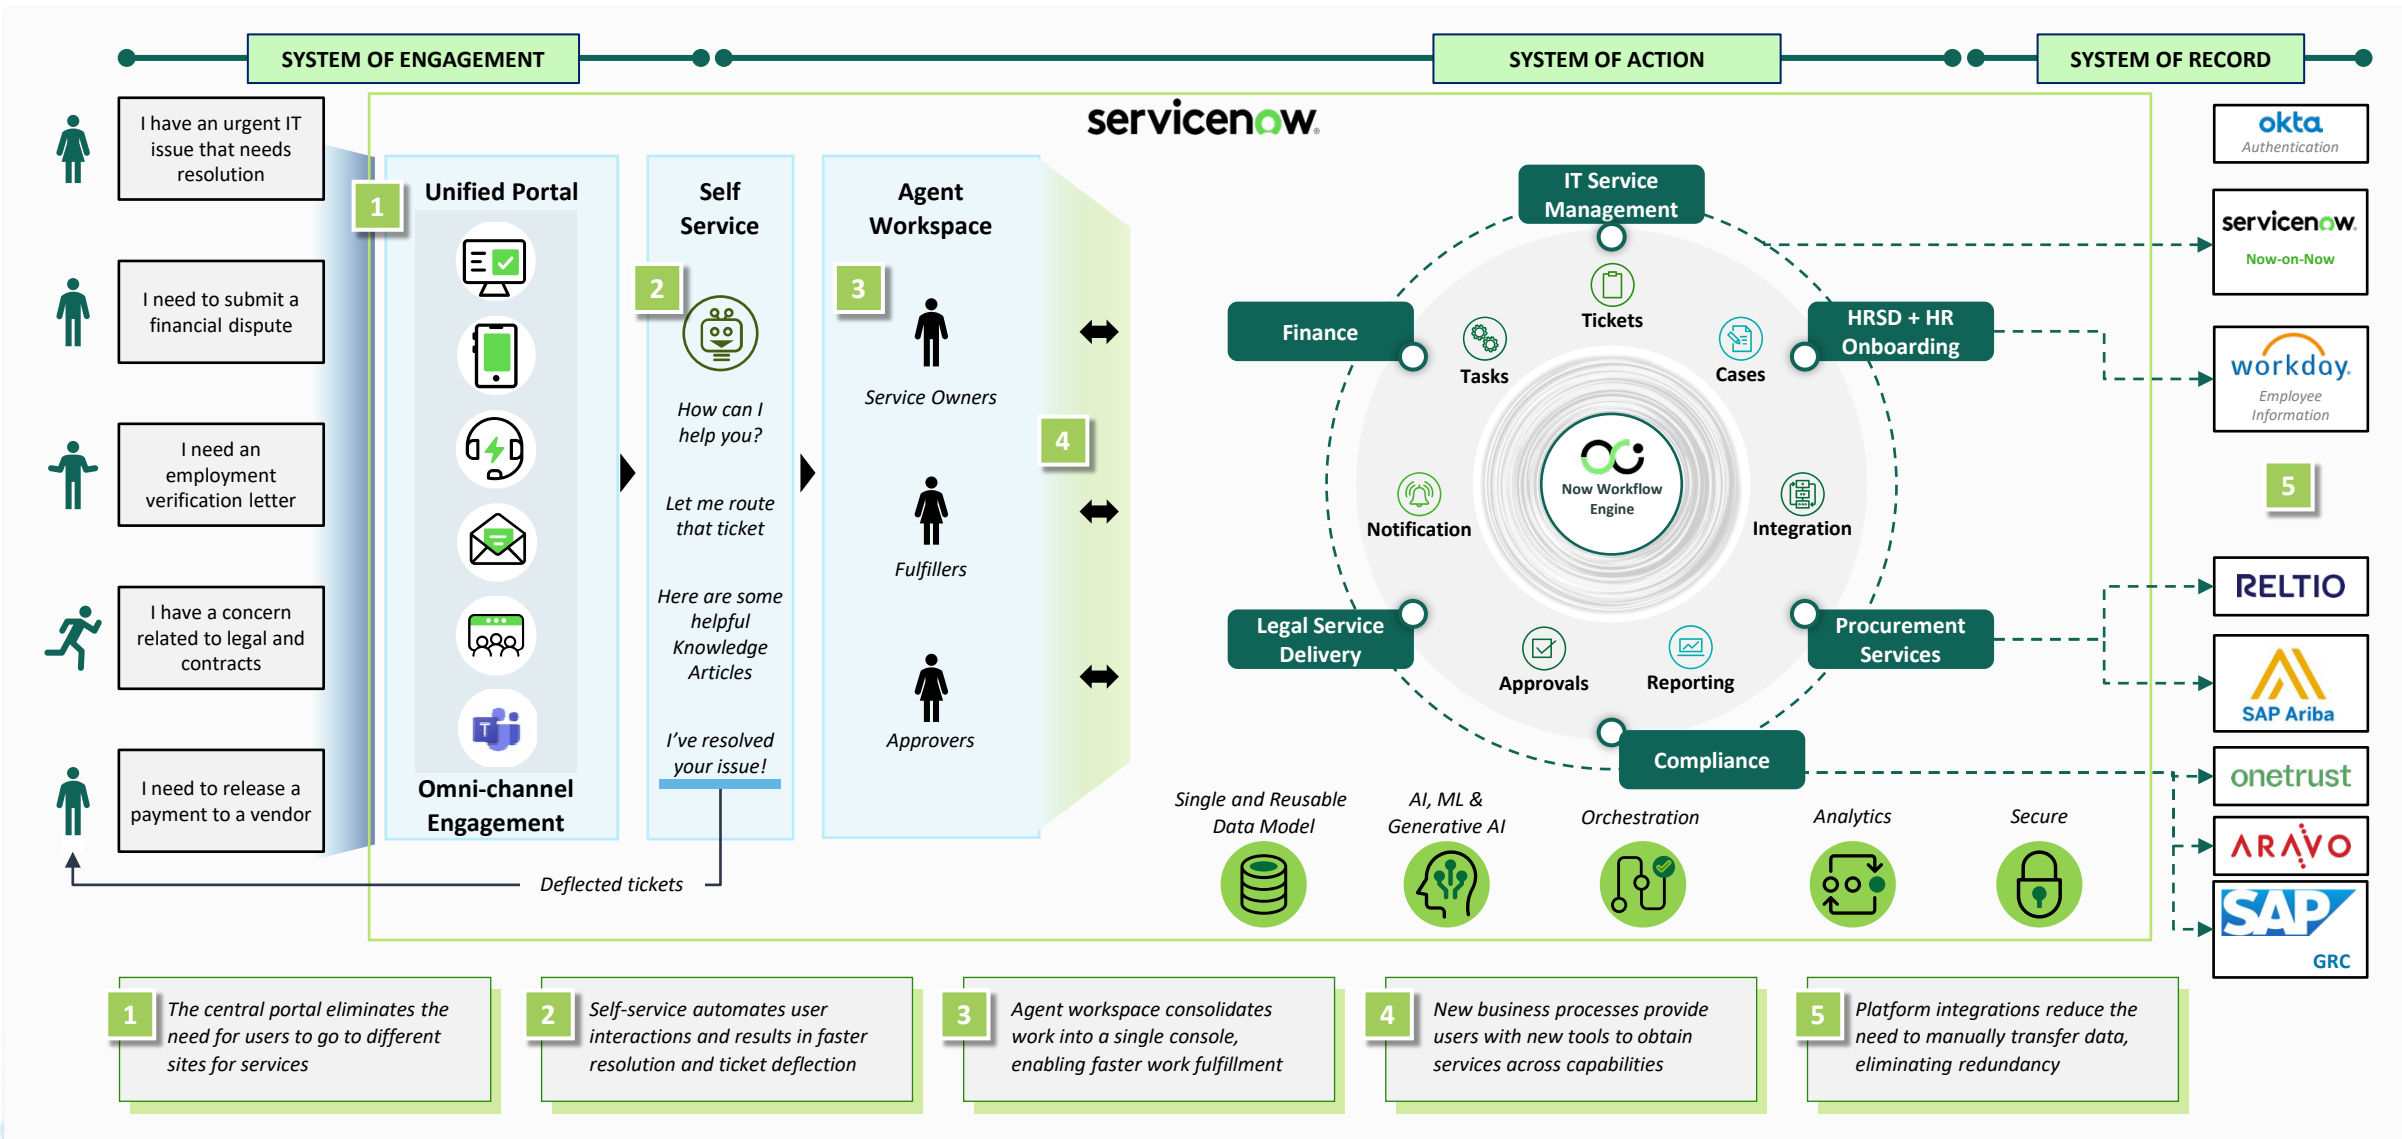 SYSTEM OF ENGAGEMENT
SYSTEM OF ACTION
SYSTEM OF RECORD
I have an urgent IT
issue that needs
resolution
I need to submit a
financial dispute
I need an
employment
verification letter
I have a concern
related to legal and
contracts
I need to release a
payment to a vendor
servicenow
1
Unified Portal
T
Omni-channel
Engagement
Self
Service
2
How can I
help you?
Let me route
that ticket
Here are some
helpful
Knowledge
Articles
I've resolved
your issue!
Deflected tickets
Agent
Workspace
3
Service Owners
Fulfillers
Approvers
4
IT Service
Management
Finance
HRSD + HR
Onboarding
Legal Service
Delivery
Procurement
Services
Compliance
Tickets
Tasks
Cases
Notification
Integration
Approvals
Reporting
Now Workflow
Engine
Single and Reusable
Data Model
AI, ML &
Generative AI
Orchestration
Analytics
Secure
okta
Authentication
servicenow
Now-on-Now
workday
Employee
Information
5
RELTIO
SAP Ariba
onetrust
ARAVO
SAP
GRC
1
The central portal eliminates the
need for users to go to different
sites for services
2
Self-service automates user
interactions and results in faster
resolution and ticket deflection
3
Agent workspace consolidates
work into a single console,
enabling faster work fulfillment
4
New business processes provide
users with new tools to obtain
services across capabilities
5
Platform integrations reduce the
need to manually transfer data,
eliminating redundancy